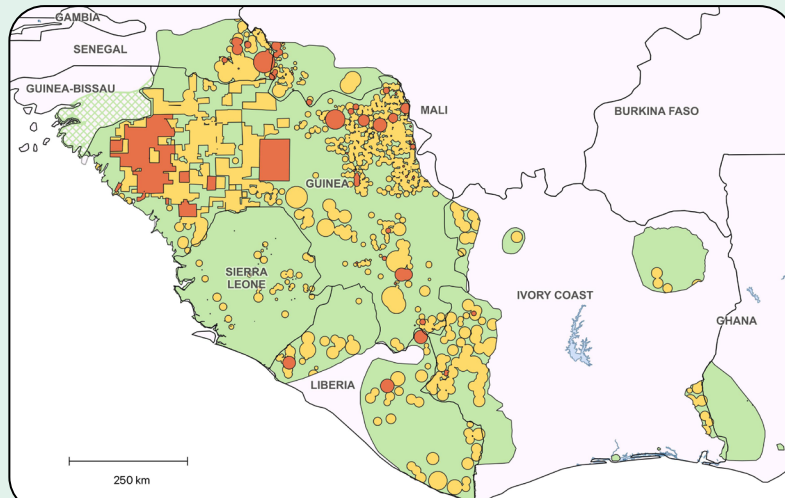 GAMBIA
SENEGAL
GUINEA-BISSAU
MALI
BURKINA FASO
GUINEA
SIERRA
LEONE
IVORY COAST
GHANA
LIBERIA
250 km